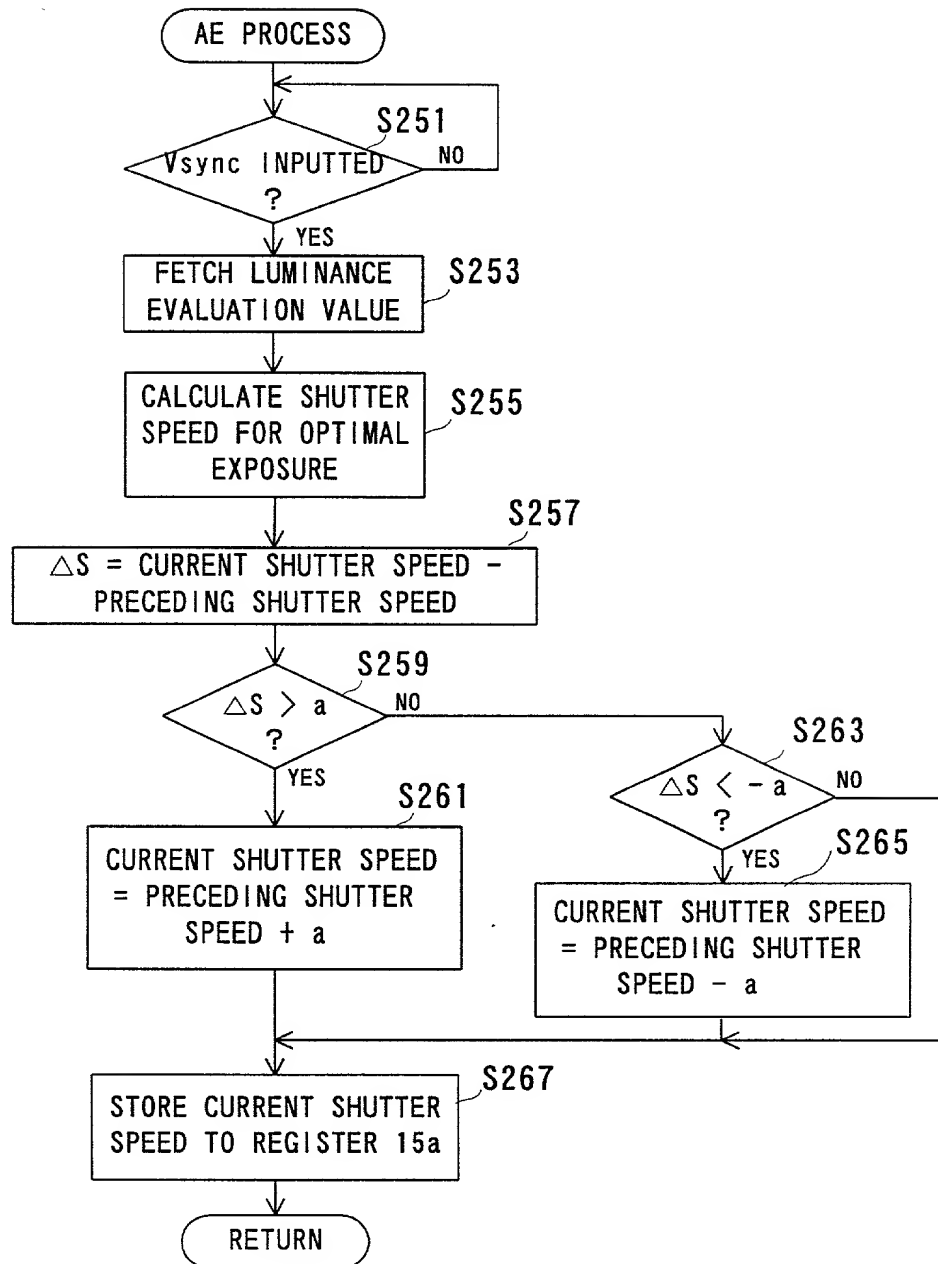 AE PROCESS
S251
Vsync INPUTTED
?
NO
YES
FETCH LUMINANCE
EVALUATION VALUE
S253
CALCULATE SHUTTER
SPEED FOR OPTIMAL
EXPOSURE
S255
S257
△S = CURRENT SHUTTER SPEED -
PRECEDING SHUTTER SPEED
S259
△S > a
?
NO
YES
S263
△S < - a
?
NO
YES
S261
CURRENT SHUTTER SPEED
= PRECEDING SHUTTER
SPEED + a
S265
CURRENT SHUTTER SPEED
= PRECEDING SHUTTER
SPEED - a
S267
STORE CURRENT SHUTTER
SPEED TO REGISTER 15a
RETURN